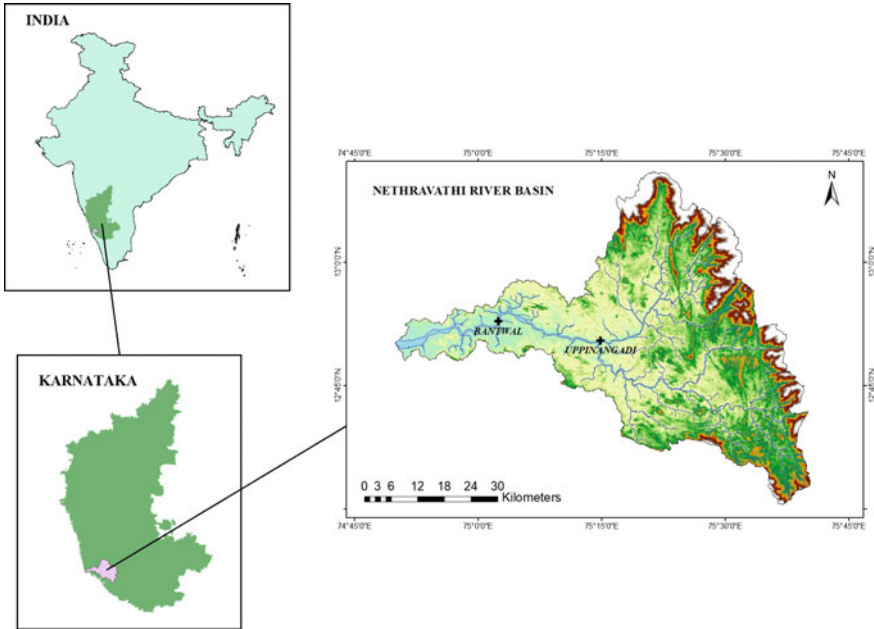 INDIA
KARNATAKA
74°45'0"E 75°0'0"E 75°15'0"E 75°30'0"E 75°45'0"E
NETHRAVATHI RIVER BASIN
N
13°0'0"N 13°0'0"N
BANTWAL
UPPINANGADI
12°45'0"N 12°45'0"N
0 3 6 12 18 24 30
Kilometers
74°45'0"E 75°0'0"E 75°15'0"E 75°30'0"E 75°45'0"E